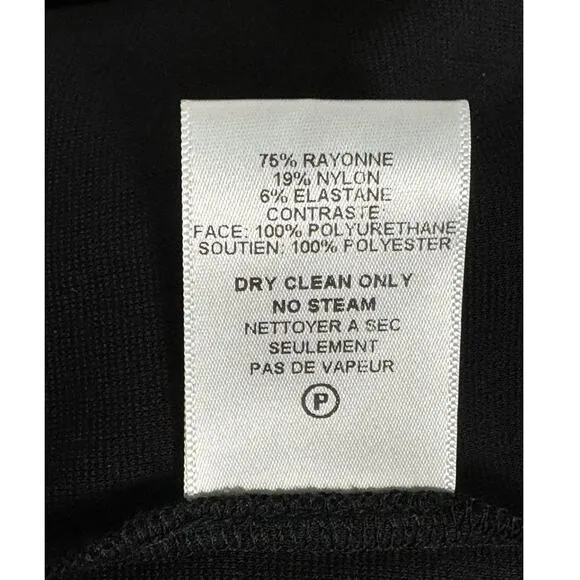 75% RAYONNE
19% NYLON
6% ELASTANE
CONTRASTE
FACE: 100% POLYURETHANE
SOUTIEN: 100% POLYESTER
DRY CLEAN ONLY
NO STEAM
NETTOYER A SEC
SEULEMENT
PAS DE VAPEUR
P